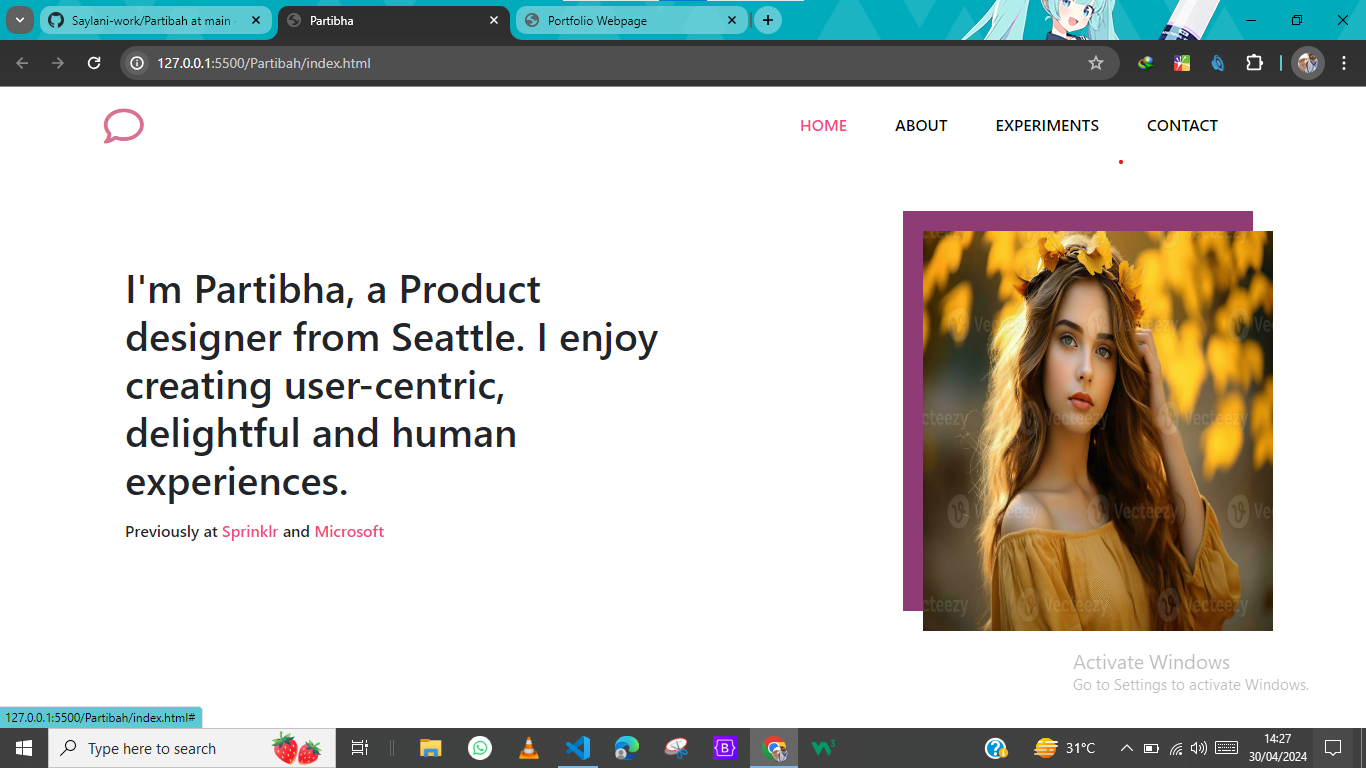 Saylani-work/Partibah at main
Partibha
Portfolio Webpage
127.0.0.1:5500/Partibah/index.html
HOME
ABOUT
EXPERIMENTS
CONTACT
I'm Partibha, a Product
designer from Seattle. I enjoy
creating user-centric,
delightful and human
experiences.
Previously at Sprinklr and Microsoft
Vecteezy
Vecteezy
Vecteezy
Vecteezy
Activate Windows
Go to Settings to activate Windows.
127.0.0.1:5500/Partibah/index.html#
Type here to search
31°C
14:27
30/04/2024